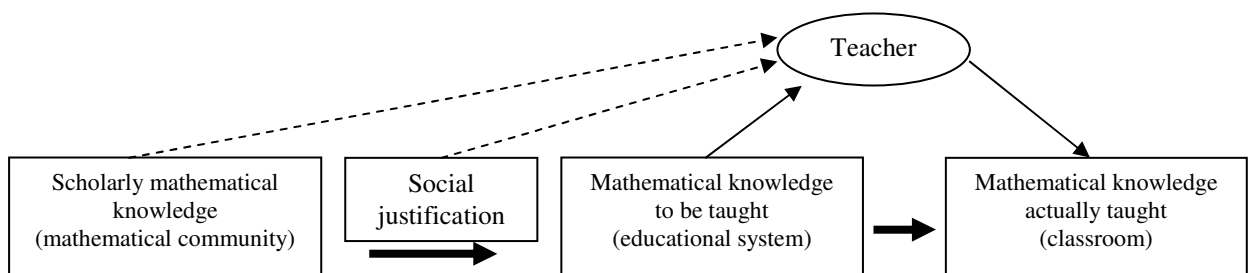 Teacher
Scholarly mathematical
knowledge
(mathematical community)
Social
justification
Mathematical knowledge
to be taught
(educational system)
Mathematical knowledge
actually taught
(classroom)